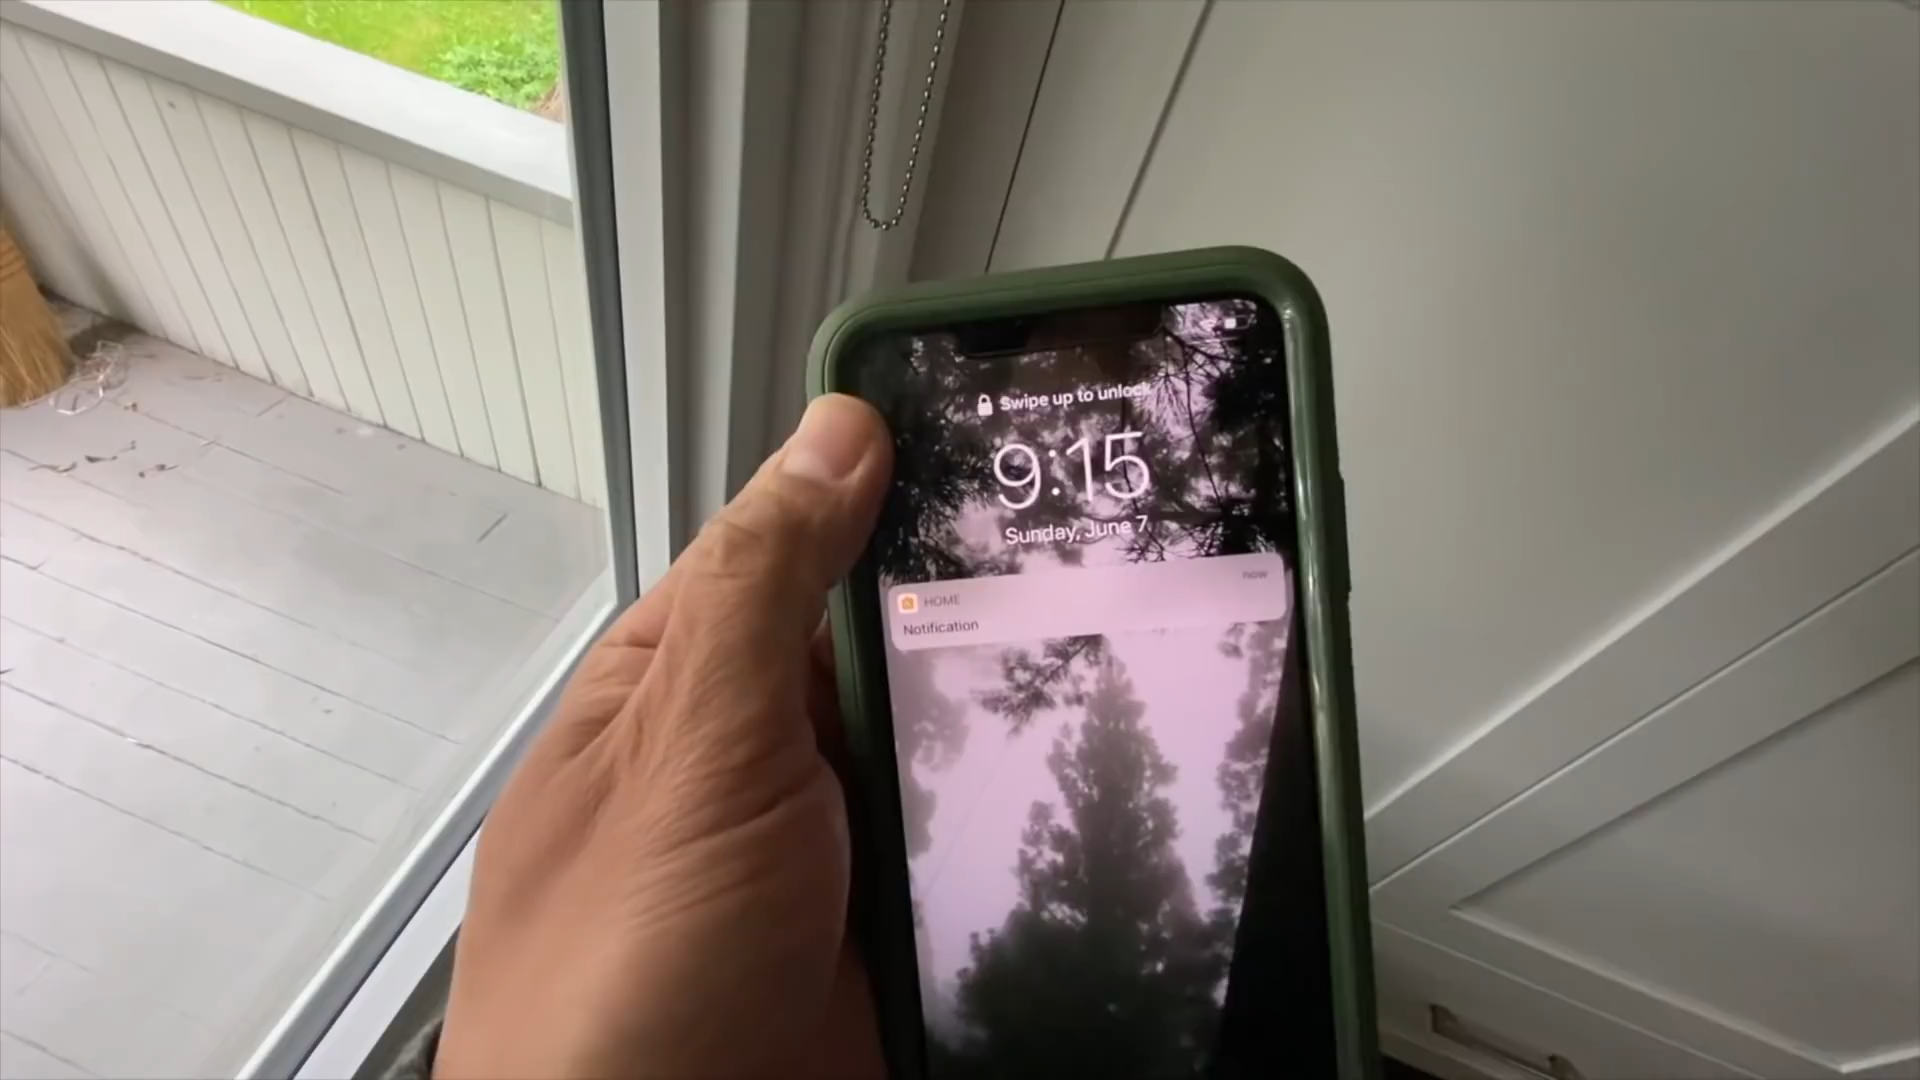 Swipe up to unlock
9:15
Sunday, June 7
HOME
now
Notification